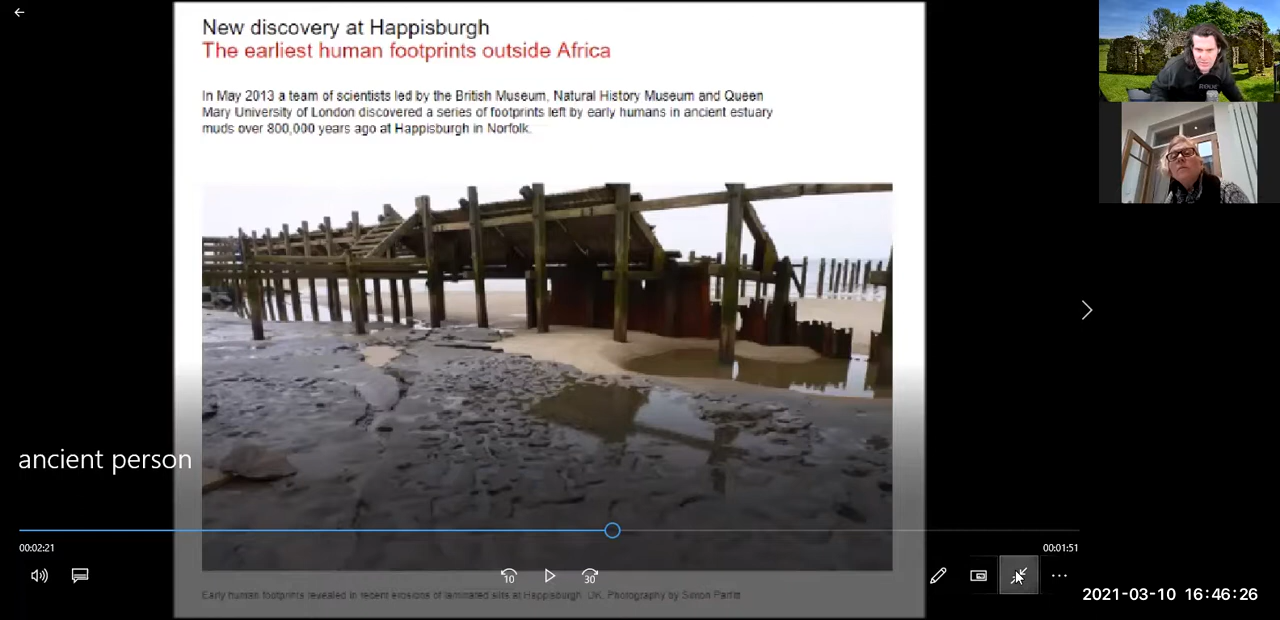 New discovery at Happisburgh
The earliest human footprints outside Africa
In May 2013 a team of scientists led by the British Museum, Natural History Museum and Queen
Mary University of London discovered a series of footprints left by early humans in ancient estuary
muds over 800,000 years ago at Happisburgh in Norfolk.
ancient person
00:02:21
00:01:51
10
30
Early human footprints revealed in recent erosions of laminated silts at Happisburgh, UK. Photography by Simon Parfitt
2021-03-10 16:46:26